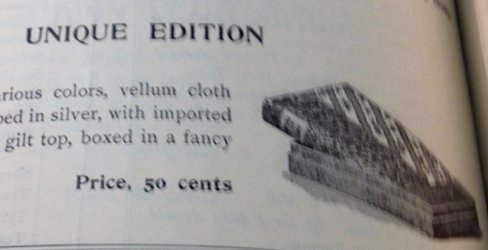 UNIQUE EDITION
rious colors, vellum cloth
ped in silver, with imported
gilt top, boxed in a fancy
Price, 50 cents